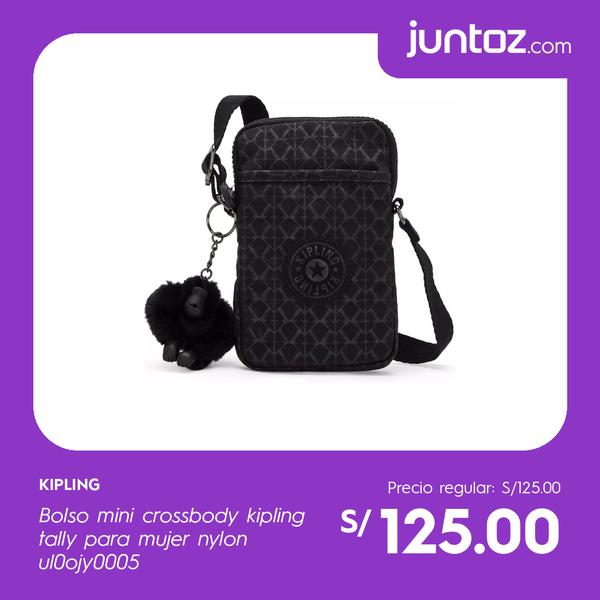 juntoz.com
KIPLING
KIPLING
KIPLING
Bolso mini crossbody kipling
tally para mujer nylon
ul0ojy0005
Precio regular: S/125.00
S/125.00